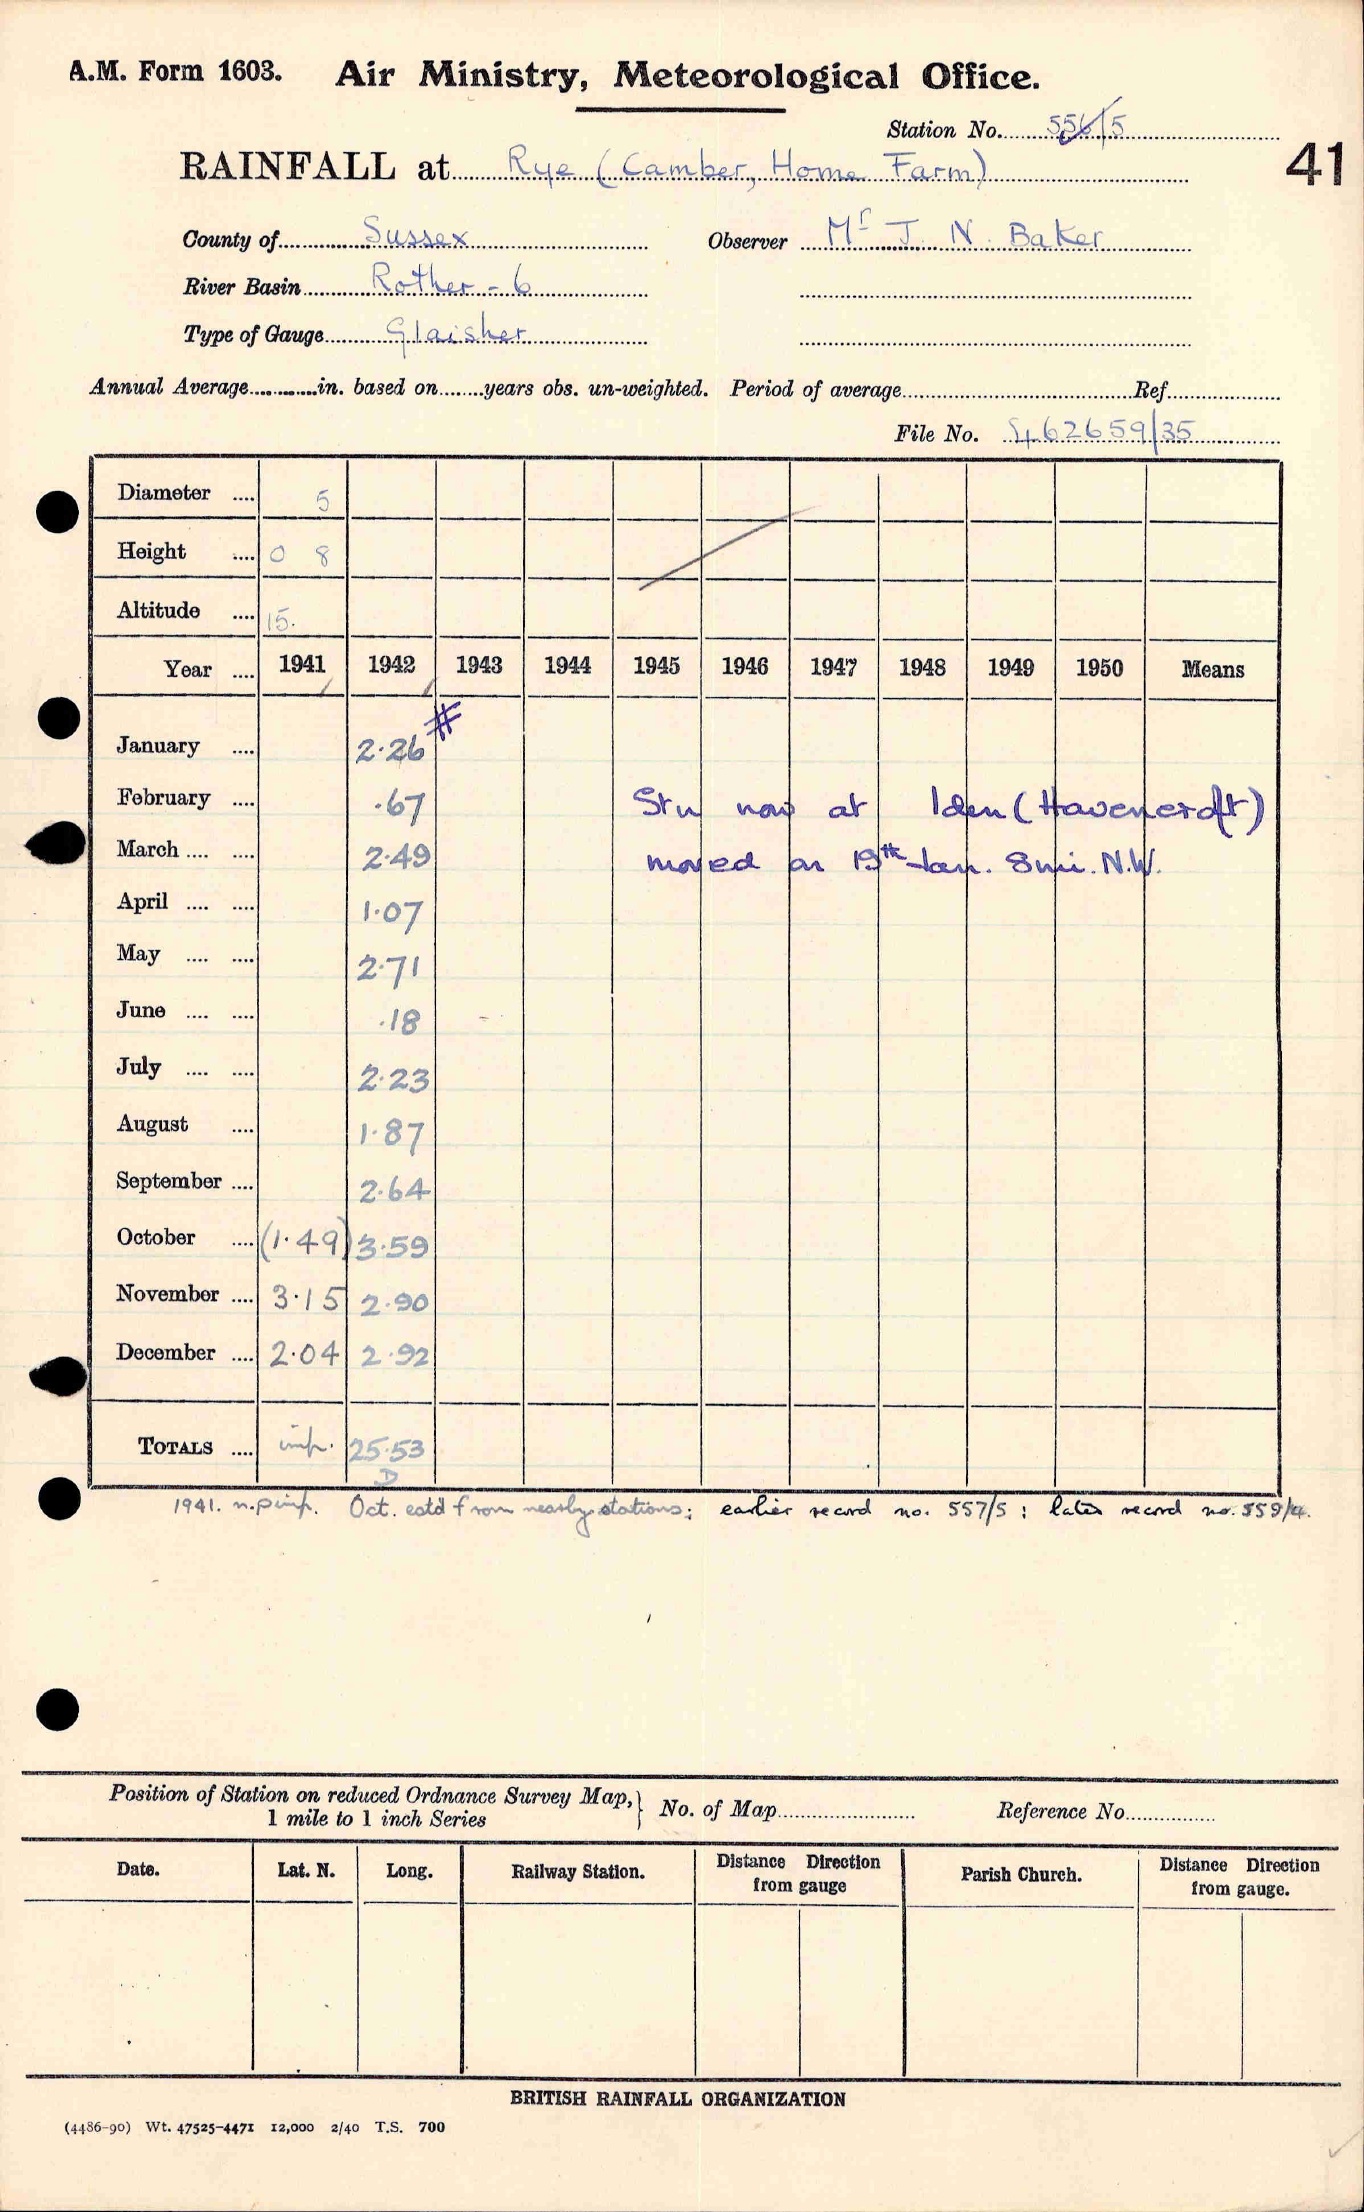 A.M. Form 1603. Air Ministry, Meteorological Office.
Station No. 556/5
41
RAINFALL at Rye (Camber, Home Farm)
County of Sussex Observer Mr J. N. Baker
River Basin Rother - 6
Type of Gauge Glaisher
Annual Average in. based on years obs. un-weighted. Period of average Ref.
File No. S462659/35
Diameter .... 5
Height .... 0 8
Altitude .... 15.
Year .... 1941 1942 1943 1944 1945 1946 1947 1948 1949 1950 Means
January .... 2.26 #
February .... .67 Stn now at Iden (Havencroft)
March .... .... 2.49 moved on 19th Jan. 8mi. N.W.
April .... .... 1.07
May .... .... 2.71
June .... .... .18
July .... .... 2.23
August .... 1.87
September .... 2.64
October .... (1.49) 3.59
November .... 3.15 2.90
December .... 2.04 2.92
TOTALS .... imp. 25.53
D
1941. n.p imp. Oct. estd from nearby stations; earlier record no. 557/5; later record no. 559/4.
Position of Station on reduced Ordnance Survey Map, } No. of Map Reference No.
1 mile to 1 inch Series
Date. Lat. N. Long. Railway Station. Distance Direction from gauge Parish Church. Distance Direction from gauge.
BRITISH RAINFALL ORGANIZATION
(4486-90) Wt. 47525-4471 12,000 2/40 T.S. 700